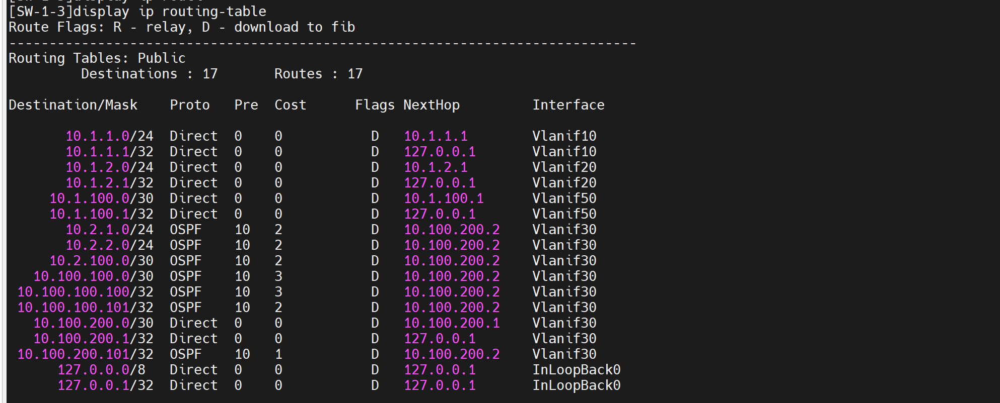 [SW-1-3]display ip routing-table
Route Flags: R - relay, D - download to fib
------------------------------------------------------------------------------
Routing Tables: Public
         Destinations : 17       Routes : 17

Destination/Mask    Proto   Pre  Cost      Flags NextHop         Interface

       10.1.1.0/24  Direct  0    0           D   10.1.1.1        Vlanif10
       10.1.1.1/32  Direct  0    0           D   127.0.0.1       Vlanif10
       10.1.2.0/24  Direct  0    0           D   10.1.2.1        Vlanif20
       10.1.2.1/32  Direct  0    0           D   127.0.0.1       Vlanif20
     10.1.100.0/30  Direct  0    0           D   10.1.100.1      Vlanif50
     10.1.100.1/32  Direct  0    0           D   127.0.0.1       Vlanif50
       10.2.1.0/24  OSPF    10   2           D   10.100.200.2    Vlanif30
       10.2.2.0/24  OSPF    10   2           D   10.100.200.2    Vlanif30
     10.2.100.0/30  OSPF    10   2           D   10.100.200.2    Vlanif30
   10.100.100.0/30  OSPF    10   3           D   10.100.200.2    Vlanif30
 10.100.100.100/32  OSPF    10   3           D   10.100.200.2    Vlanif30
 10.100.100.101/32  OSPF    10   2           D   10.100.200.2    Vlanif30
   10.100.200.0/30  Direct  0    0           D   10.100.200.1    Vlanif30
   10.100.200.1/32  Direct  0    0           D   127.0.0.1       Vlanif30
 10.100.200.101/32  OSPF    10   1           D   10.100.200.2    Vlanif30
      127.0.0.0/8   Direct  0    0           D   127.0.0.1       InLoopBack0
      127.0.0.1/32  Direct  0    0           D   127.0.0.1       InLoopBack0